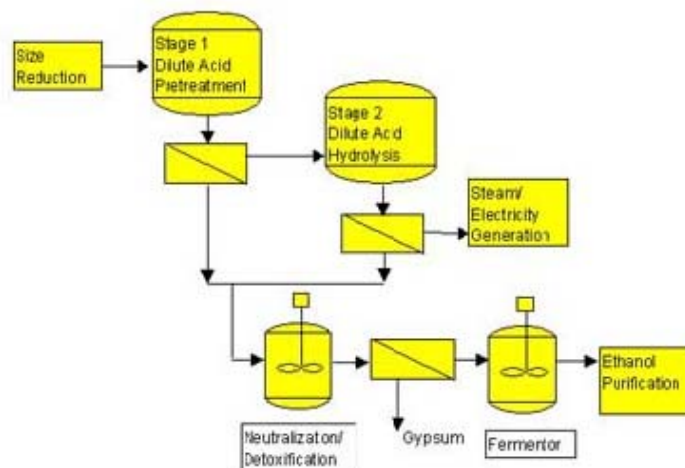 Size
Reduction
Stage 1
Dilute Acid
Pretreatment
Stage 2
Dilute Acid
Hydrolysis
Steam/
Electricity
Generation
Neutralizaton/
Detoxification
Gypsum
Fermentor
Ethanol
Purification